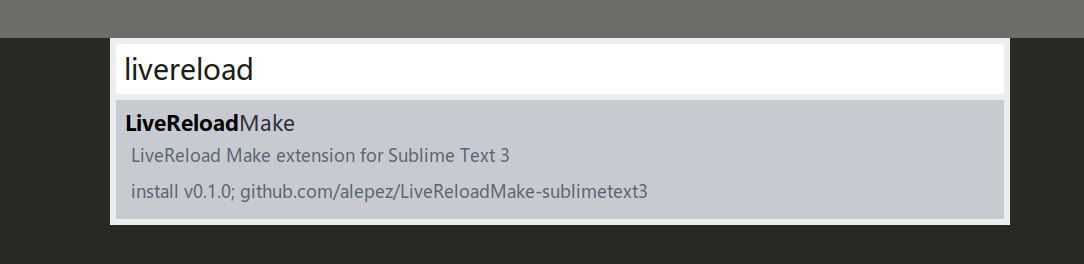 livereload
LiveReloadMake
LiveReload Make extension for Sublime Text 3
install v0.1.0; github.com/alepez/LiveReloadMake-sublimetext3